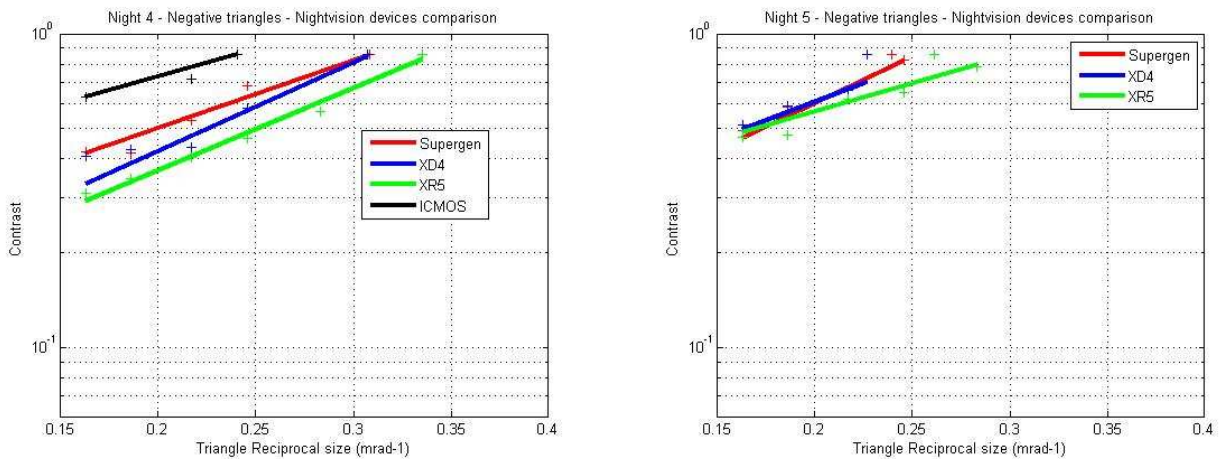 Night 4 - Negative triangles - Nightvision devices comparison
10^0
10^-1
Contrast
Supergen
XD4
XR5
ICMOS
0.15 0.2 0.25 0.3 0.35 0.4
Triangle Reciprocal size (mrad-1)
Night 5 - Negative triangles - Nightvision devices comparison
10^0
10^-1
Contrast
Supergen
XD4
XR5
0.15 0.2 0.25 0.3 0.35 0.4
Triangle Reciprocal size (mrad-1)